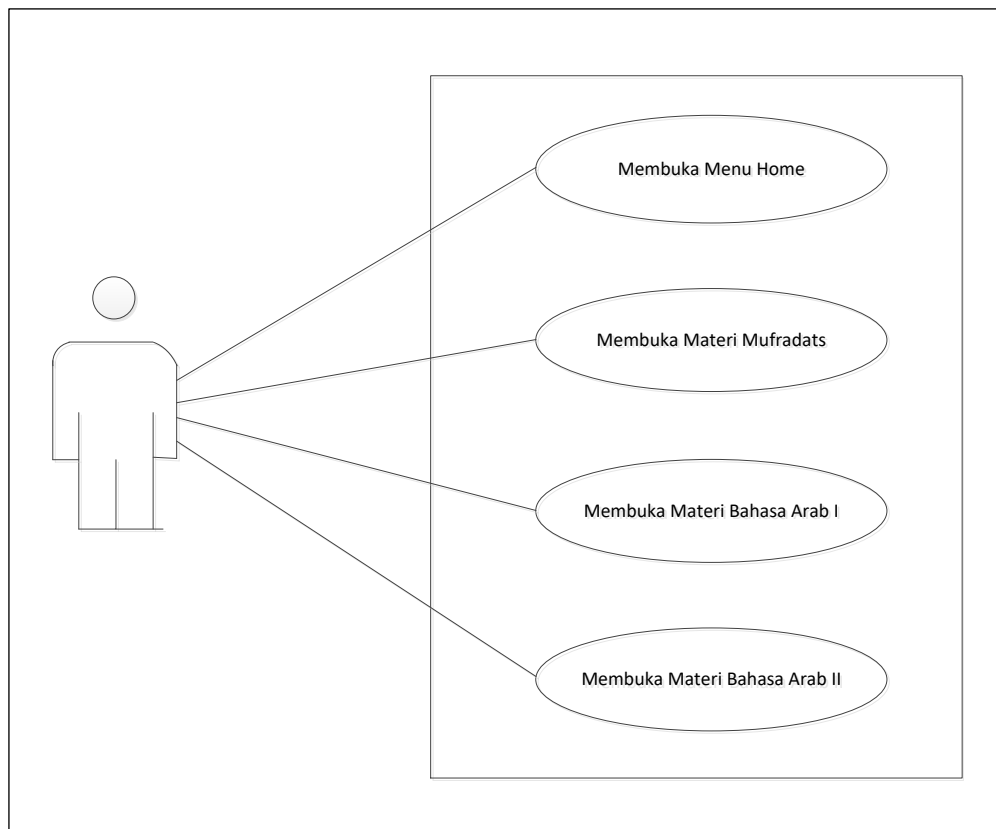 Membuka Menu Home
Membuka Materi Mufradats
Membuka Materi Bahasa Arab I
Membuka Materi Bahasa Arab II